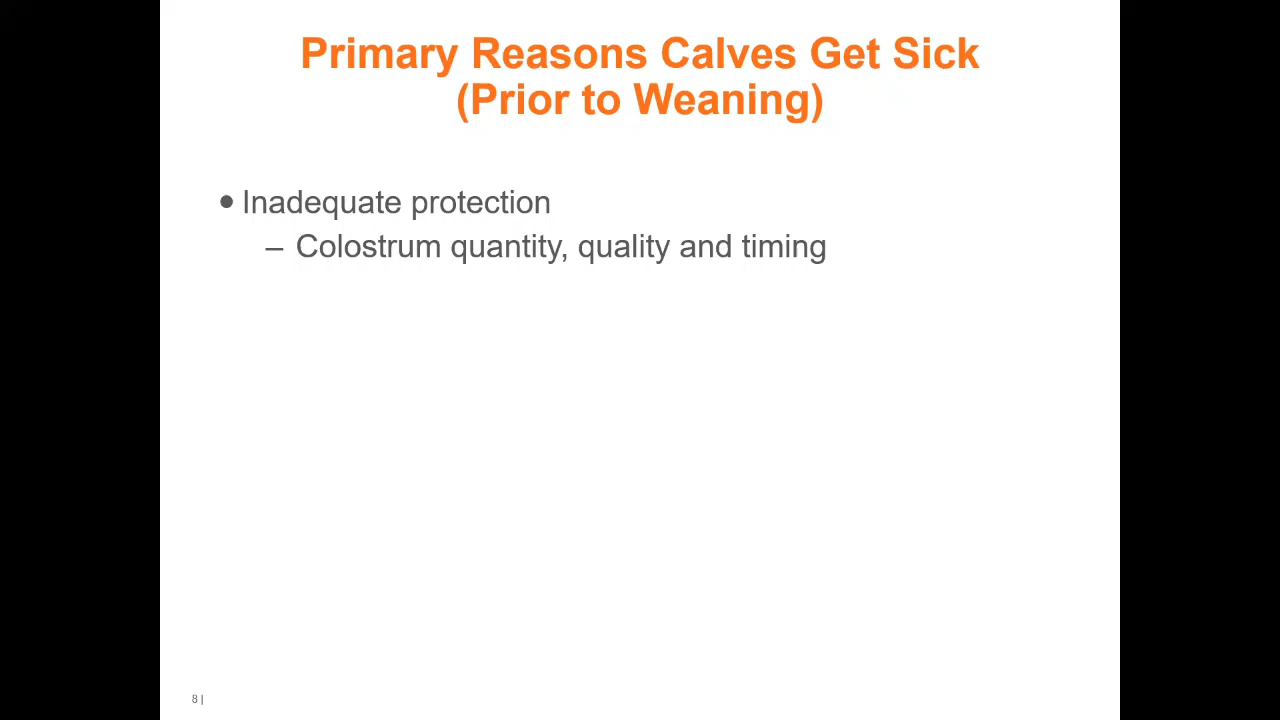 Primary Reasons Calves Get Sick
(Prior to Weaning)
• Inadequate protection
– Colostrum quantity, quality and timing
8 |